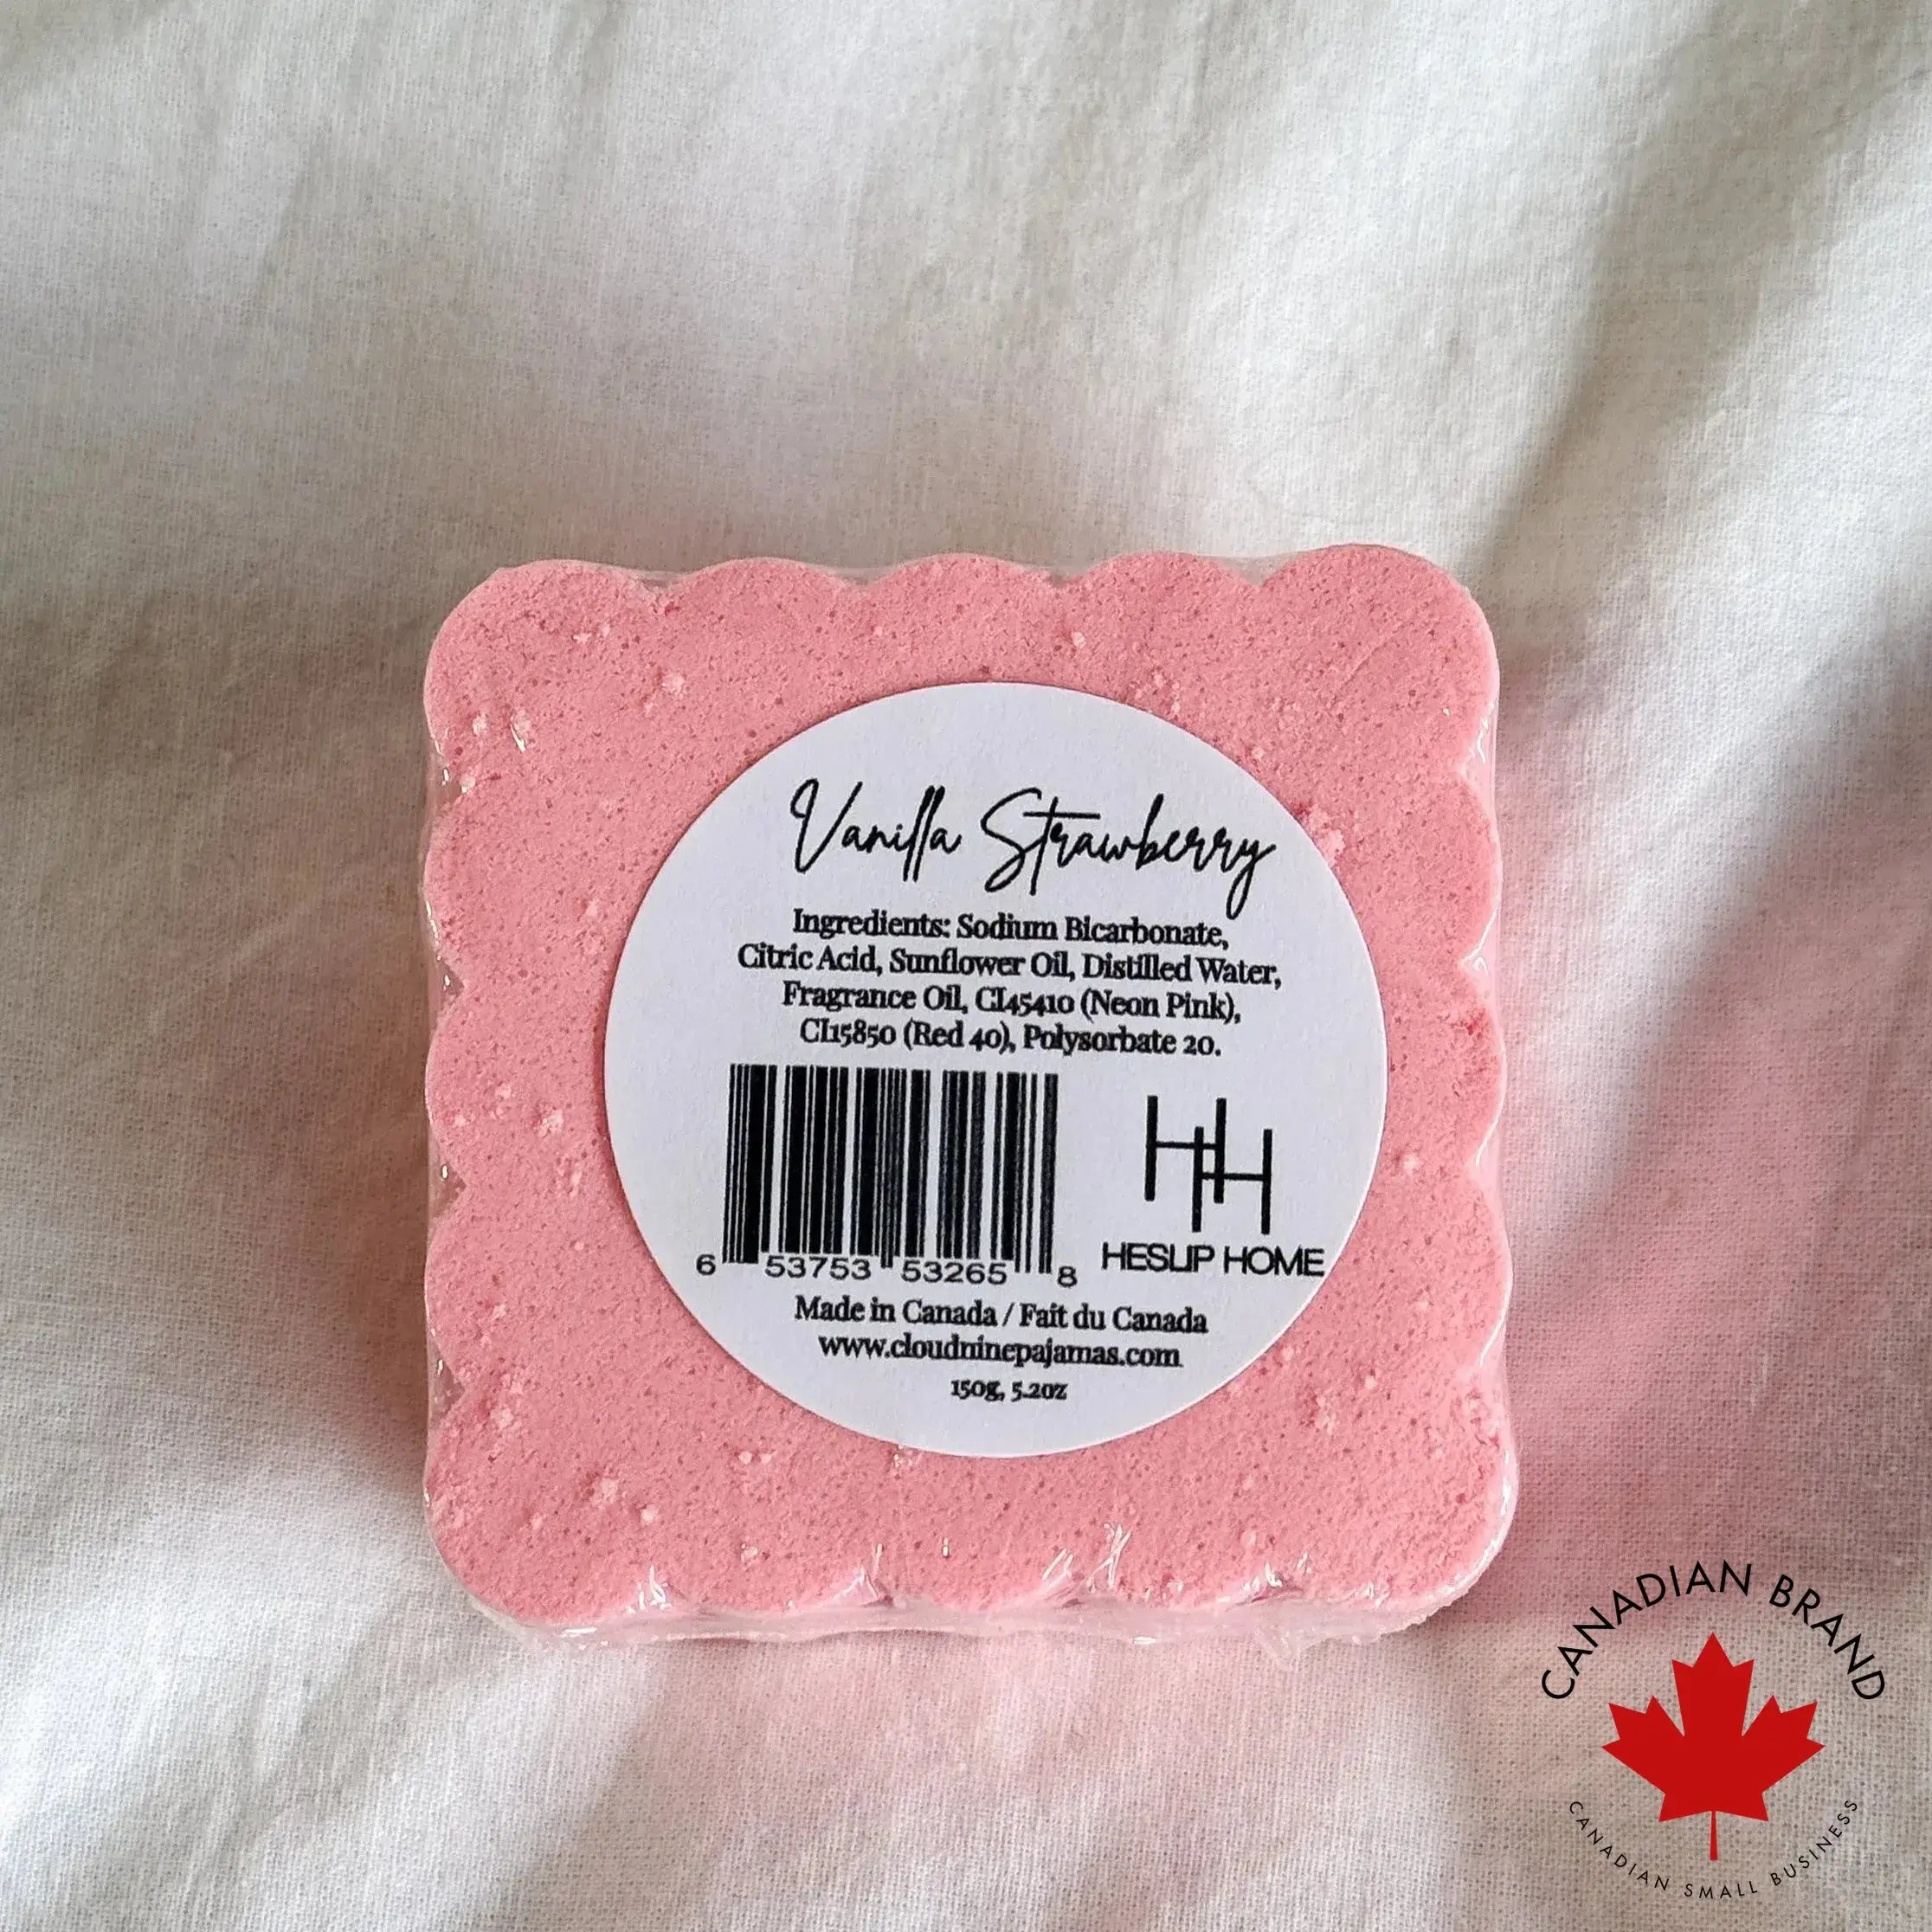 Vanilla Strawberry
Ingredients: Sodium Bicarbonate,
Citric Acid, Sunflower Oil, Distilled Water,
Fragrance Oil, CI45410 (Neon Pink),
CI15850 (Red 40), Polysorbate 20.
6 53753 53265 8
HH
HESLIP HOME
Made in Canada / Fait du Canada
www.cloudninepajamas.com
150g, 5.2oz
CANADIAN BRAND
CANADIAN SMALL BUSINESS